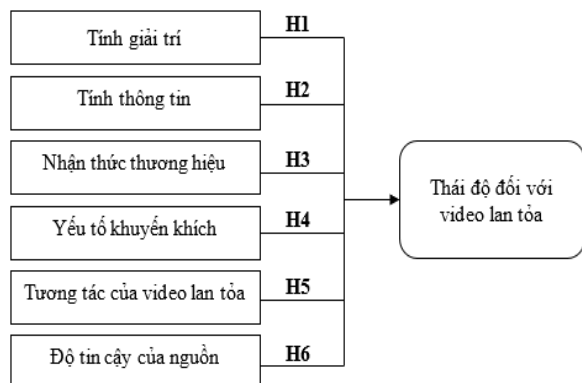 Tính giải trí
H1
Tính thông tin
H2
Nhận thức thương hiệu
H3
Yếu tố khuyến khích
H4
Tương tác của video lan tỏa
H5
Độ tin cậy của nguồn
H6
Thái độ đối với
video lan tỏa